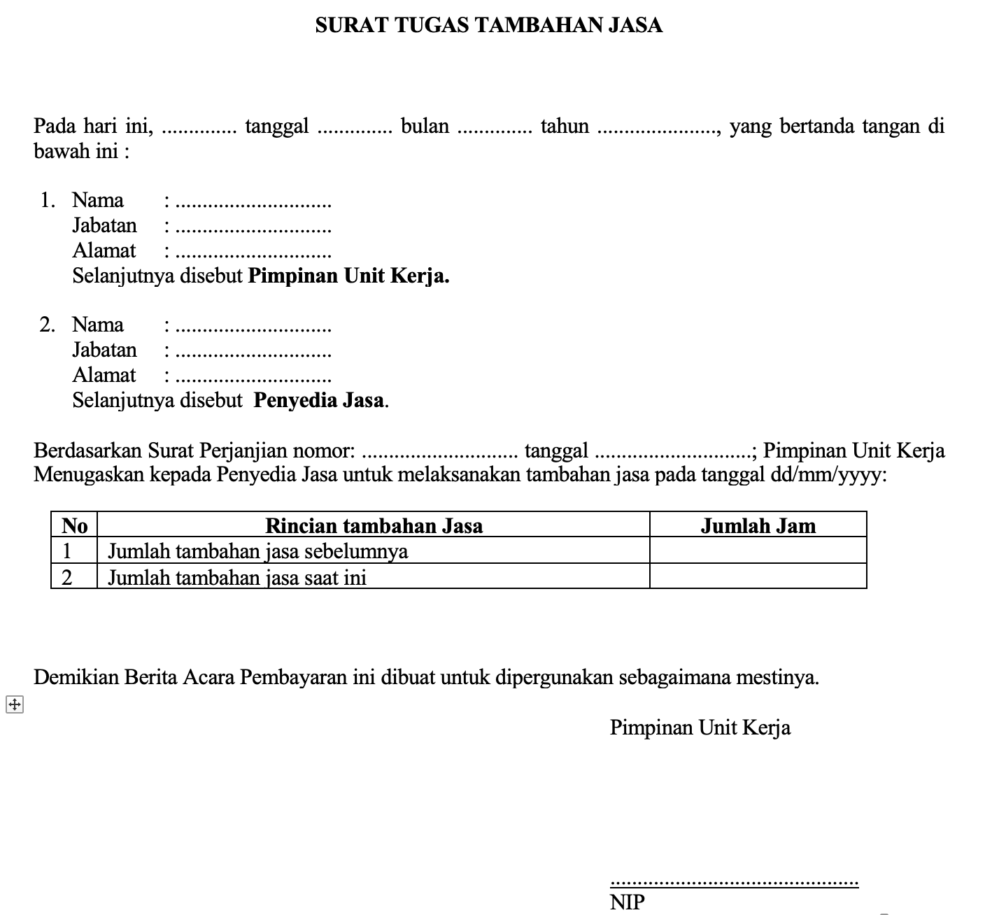 SURAT TUGAS TAMBAHAN JASA
Pada hari ini, .............. tanggal .............. bulan .............. tahun ......................, yang bertanda tangan di
bawah ini :
1. Nama : .............................
Jabatan : .............................
Alamat : .............................
Selanjutnya disebut Pimpinan Unit Kerja.
2. Nama : .............................
Jabatan : .............................
Alamat : .............................
Selanjutnya disebut Penyedia Jasa.
Berdasarkan Surat Perjanjian nomor: ............................. tanggal .............................; Pimpinan Unit Kerja
Menugaskan kepada Penyedia Jasa untuk melaksanakan tambahan jasa pada tanggal dd/mm/yyyy:
No Rincian tambahan Jasa Jumlah Jam
1 Jumlah tambahan jasa sebelumnya
2 Jumlah tambahan jasa saat ini
Demikian Berita Acara Pembayaran ini dibuat untuk dipergunakan sebagaimana mestinya.
Pimpinan Unit Kerja
..............................................
NIP